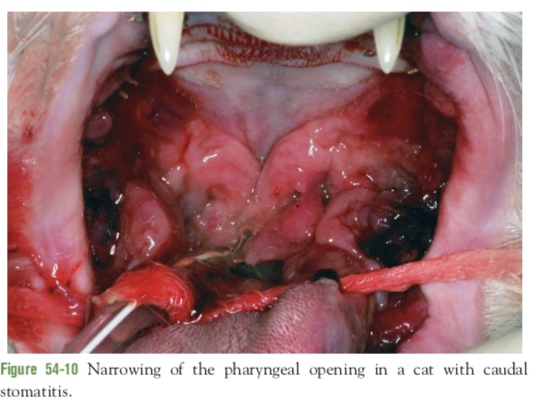 Figure 54-10 Narrowing of the pharyngeal opening in a cat with caudal
stomatitis.